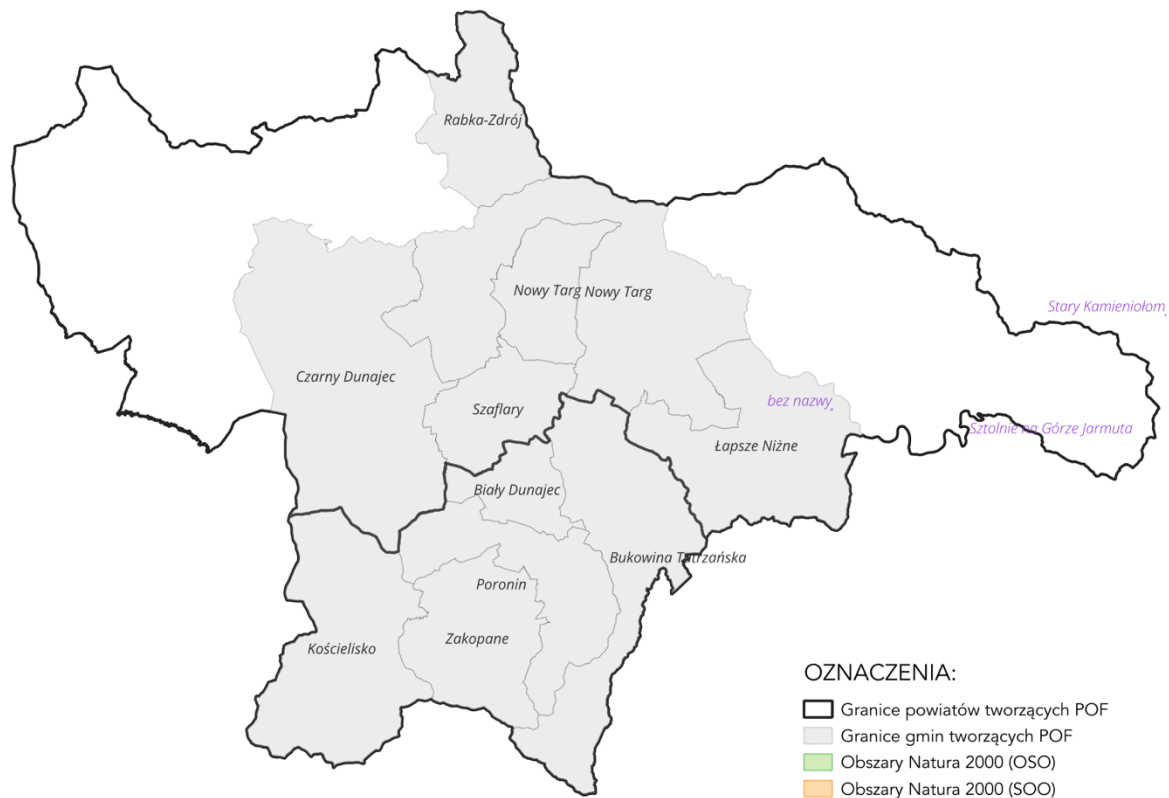 Rabka-Zdrój
Nowy Targ Nowy Targ
Stary Kamieniołom
Czarny Dunajec
Szaflary
bez nazwy
Sztolnie na Górze Jarmuta
Łapsze Niżne
Biały Dunajec
Bukowina Tatrzańska
Poronin
Zakopane
Kościelisko
OZNACZENIA:
Granice powiatów tworzących POF
Granice gmin tworzących POF
Obszary Natura 2000 (OSO)
Obszary Natura 2000 (SOO)